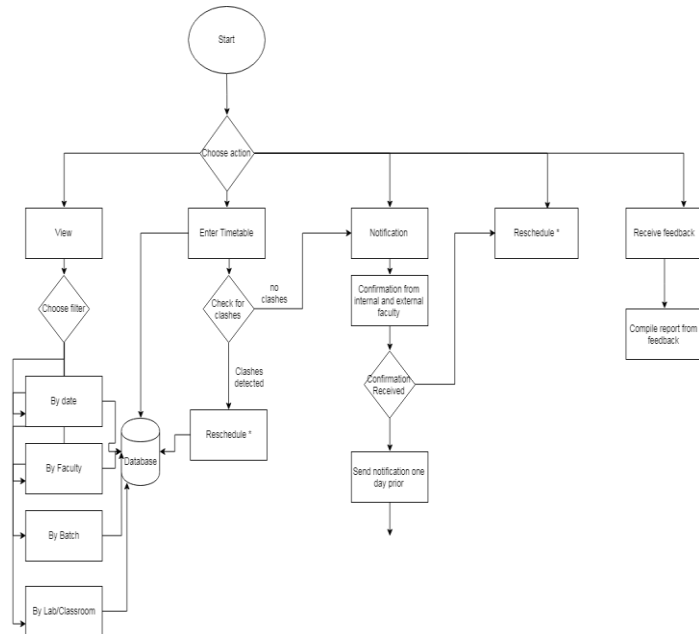 Start
Choose action
View
Enter Timetable
Notification
Reschedule *
Receive feedback
Choose filter
Check for
clashes
no
clashes
Confirmation from
internal and external
faculty
Compile report from
feedback
Clashes
detected
Confirmation
Received
By date
Reschedule *
Database
By Faculty
Send notification one
day prior
By Batch
By Lab/Classroom